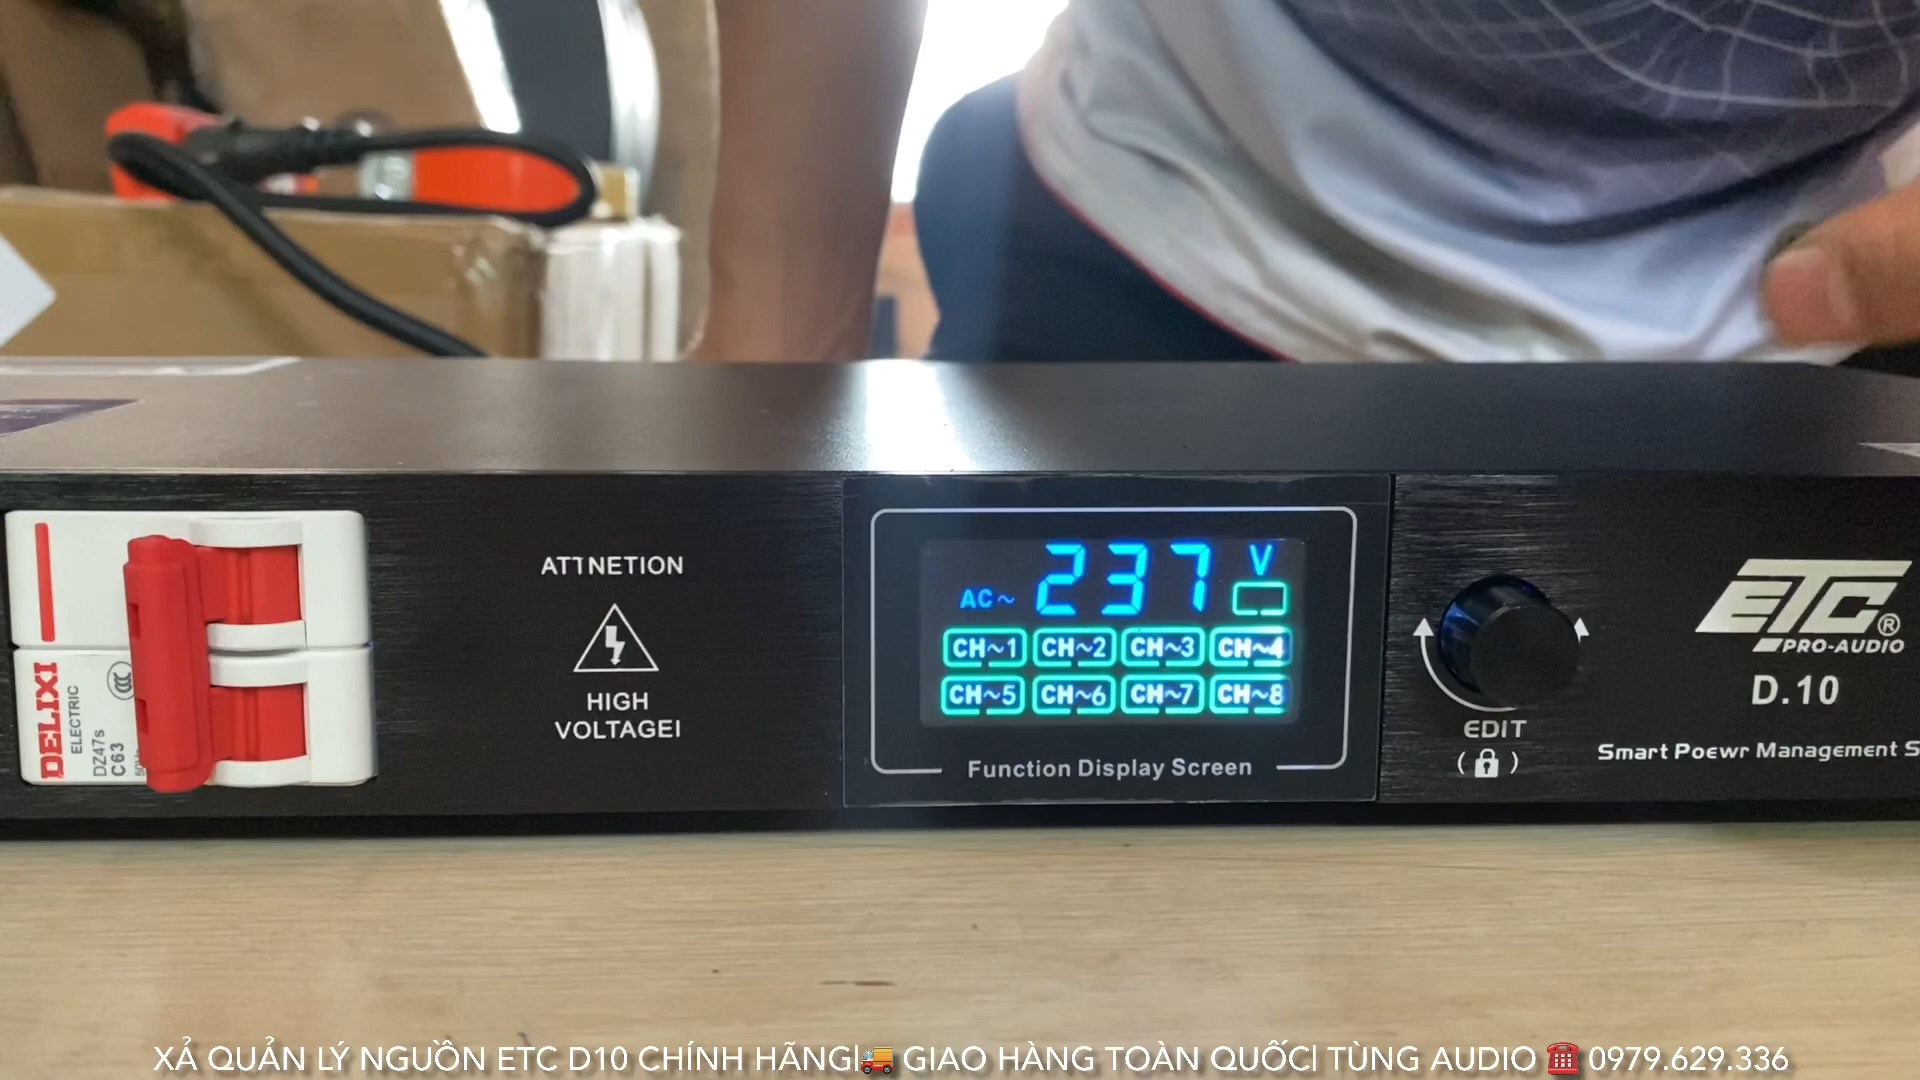 DELIXI
ELECTRIC
DZ47s
C63
ATTNETION
HIGH
VOLTAGE!
AC~ 237 V
CH~1 CH~2 CH~3 CH~4
CH~5 CH~6 CH~7 CH~8
Function Display Screen
EDIT
ETC®
PRO-AUDIO
D.10
Smart Poewr Management S
XẢ QUẢN LÝ NGUỒN ETC D10 CHÍNH HÃNG|🚚 GIAO HÀNG TOÀN QUỐC| TÙNG AUDIO ☎️ 0979.629.336